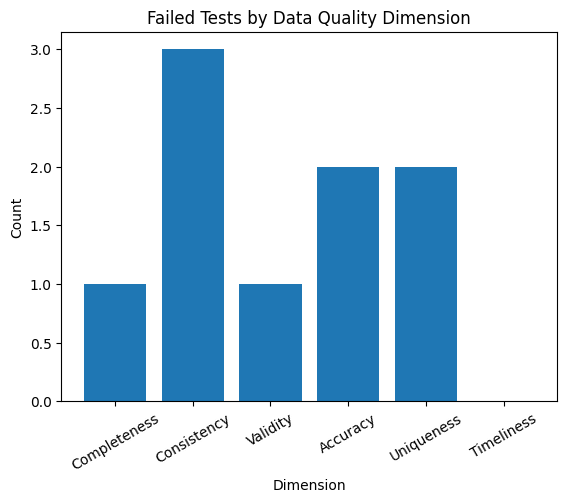 Failed Tests by Data Quality Dimension
Count
3.0
2.5
2.0
1.5
1.0
0.5
0.0
Completeness
Consistency
Validity
Accuracy
Uniqueness
Timeliness
Dimension